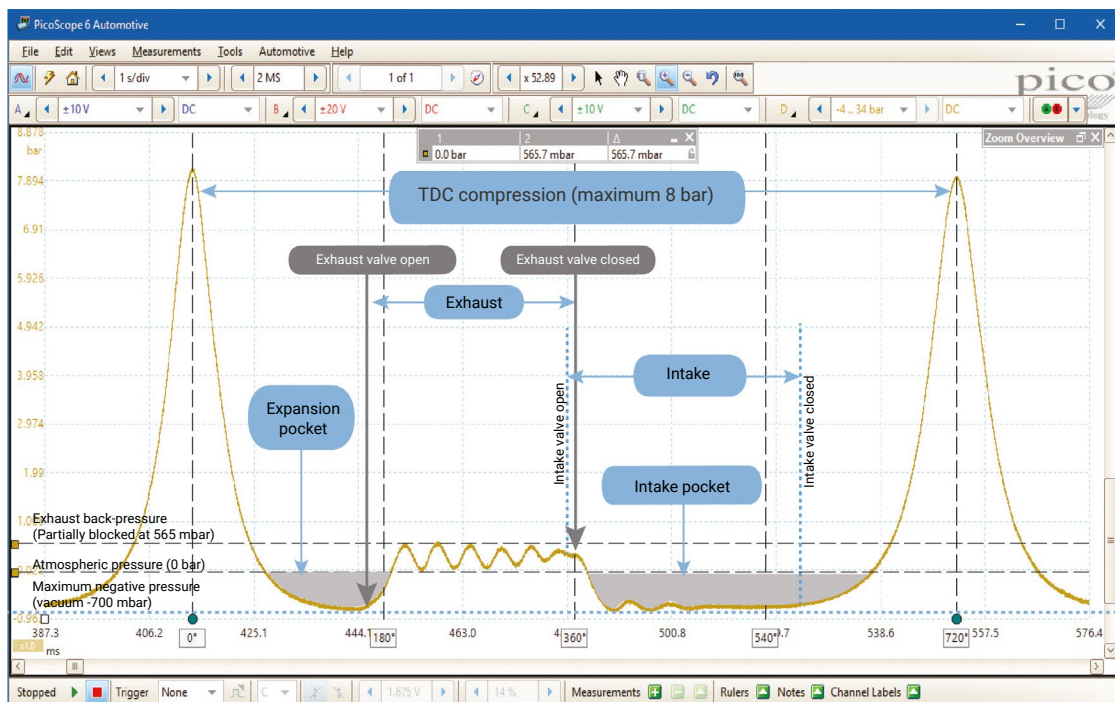 PicoScope 6 Automotive
File Edit Views Measurements Tools Automotive Help
1 s/div 2 MS 1 of 1 x 52.89
pico
A ±10 V DC B ±20 V DC C ±10 V DC D -4 .. 34 bar DC
8.878
bar
1 2 Δ
0.0 bar 565.7 mbar 565.7 mbar
Zoom Overview
7.894
TDC compression (maximum 8 bar)
6.91
Exhaust valve open
Exhaust valve closed
5.926
Exhaust
4.942
3.958
Intake
Intake valve open
Intake valve closed
Expansion
pocket
2.974
1.99
Intake pocket
Exhaust back-pressure
(Partially blocked at 565 mbar)
Atmospheric pressure (0 bar)
Maximum negative pressure
(vacuum -700 mbar)
387.3 406.2 0° 425.1 180° 463.0 360° 500.8 540° 538.6 720° 557.5 576.4
x1.0 ms
Stopped Trigger None C 1.675 V 14 % Measurements Rulers Notes Channel Labels